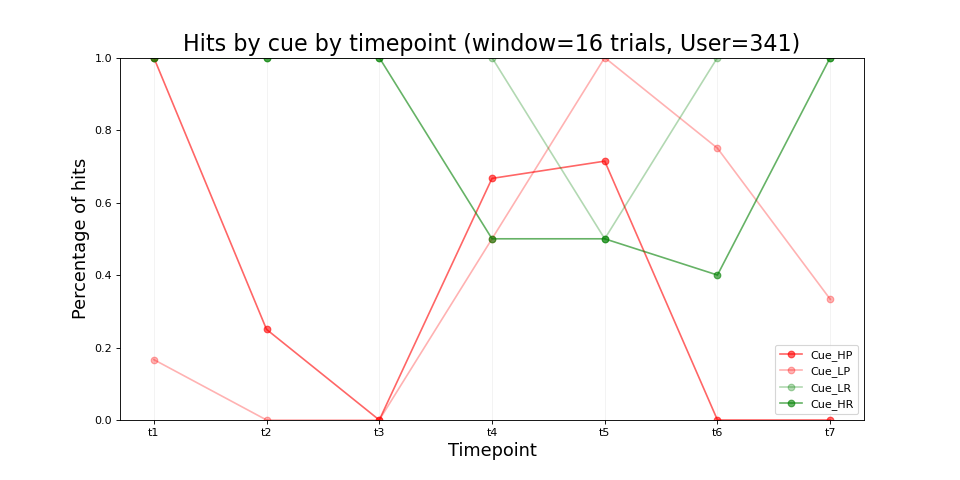 Hits by cue by timepoint (window=16 trials, User=341)
Percentage of hits
1.0
0.8
0.6
0.4
0.2
0.0
t1 t2 t3 t4 t5 t6 t7
Timepoint
Cue_HP
Cue_LP
Cue_LR
Cue_HR